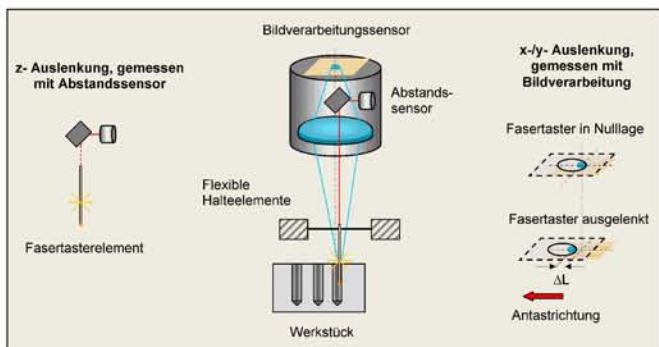 z- Auslenkung, gemessen
mit Abstandssensor
Fasertasterelement
Bildverarbeitungssensor
Abstands-
sensor
Flexible
Halteelemente
Werkstück
x-/y- Auslenkung,
gemessen mit
Bildverarbeitung
Fasertaster in Nulllage
Fasertaster ausgelenkt
ΔL
Antastrichtung